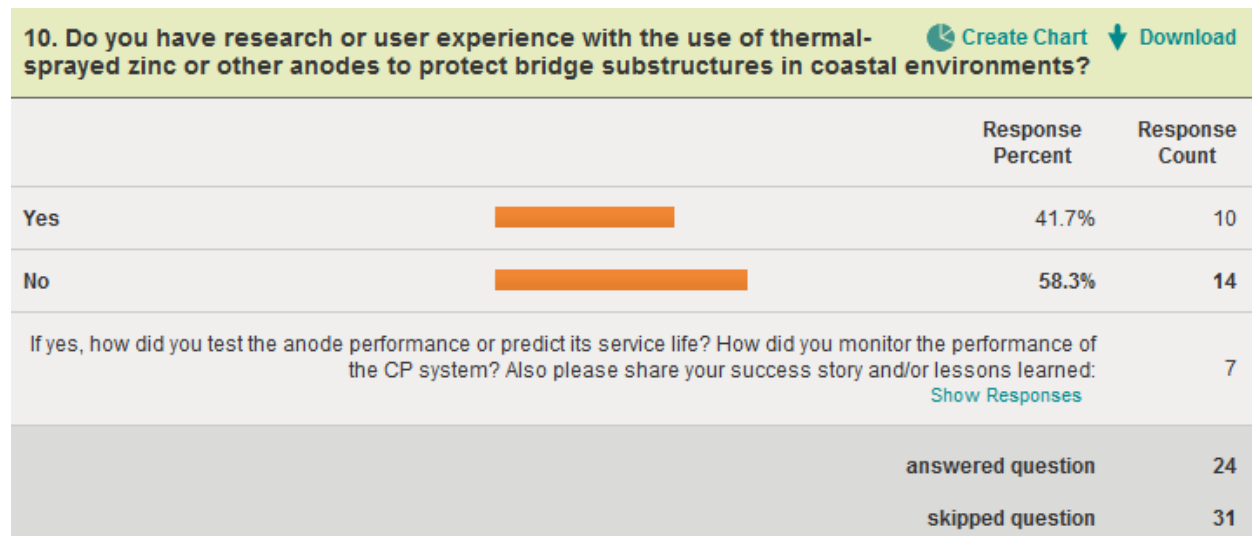 10. Do you have research or user experience with the use of thermal- Create Chart Download
sprayed zinc or other anodes to protect bridge substructures in coastal environments?
Response Response
Percent Count
Yes 41.7% 10
No 58.3% 14
If yes, how did you test the anode performance or predict its service life? How did you monitor the performance of
the CP system? Also please share your success story and/or lessons learned: 7
Show Responses
answered question 24
skipped question 31